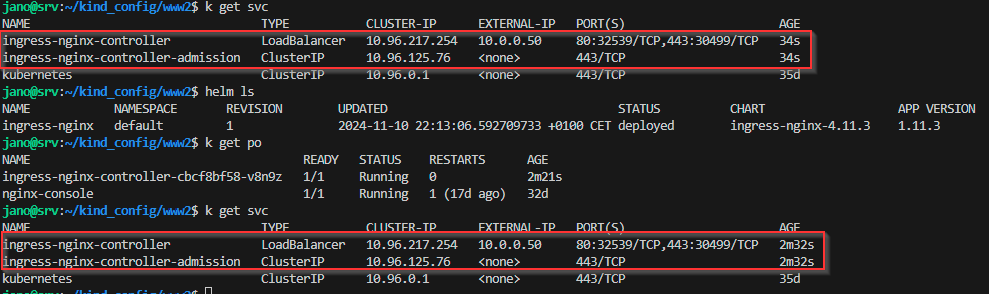 jano@srv:~/kind_config/www2$ k get svc
NAME TYPE CLUSTER-IP EXTERNAL-IP PORT(S) AGE
ingress-nginx-controller LoadBalancer 10.96.217.254 10.0.0.50 80:32539/TCP,443:30499/TCP 34s
ingress-nginx-controller-admission ClusterIP 10.96.125.76 <none> 443/TCP 34s
kubernetes ClusterIP 10.96.0.1 <none> 443/TCP 35d
jano@srv:~/kind_config/www2$ helm ls
NAME NAMESPACE REVISION UPDATED STATUS CHART APP VERSION
ingress-nginx default 1 2024-11-10 22:13:06.592709733 +0100 CET deployed ingress-nginx-4.11.3 1.11.3
jano@srv:~/kind_config/www2$ k get po
NAME READY STATUS RESTARTS AGE
ingress-nginx-controller-cbcf8bf58-v8n9z 1/1 Running 0 2m21s
nginx-console 1/1 Running 1 (17d ago) 32d
jano@srv:~/kind_config/www2$ k get svc
NAME TYPE CLUSTER-IP EXTERNAL-IP PORT(S) AGE
ingress-nginx-controller LoadBalancer 10.96.217.254 10.0.0.50 80:32539/TCP,443:30499/TCP 2m32s
ingress-nginx-controller-admission ClusterIP 10.96.125.76 <none> 443/TCP 2m32s
kubernetes ClusterIP 10.96.0.1 <none> 443/TCP 35d
jano@srv:~/kind_config/www2$